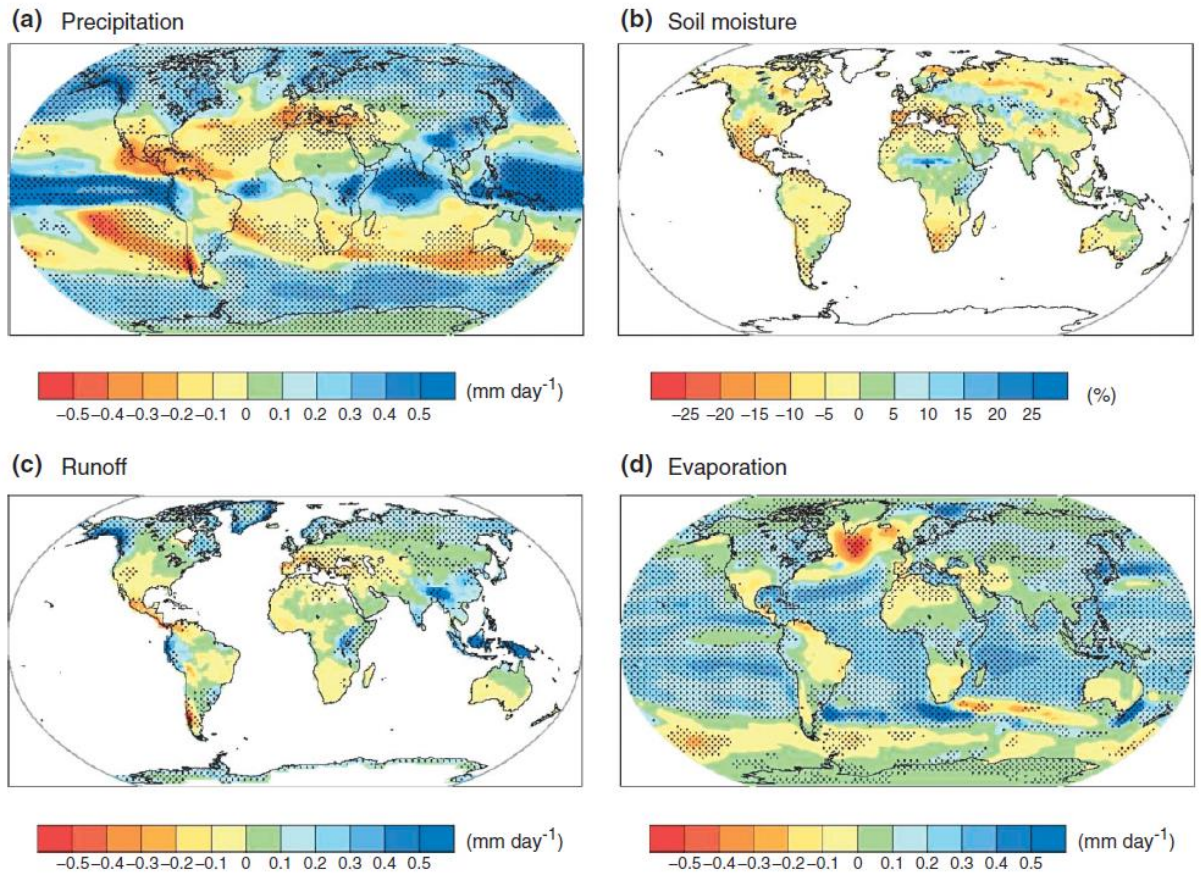 (a) Precipitation
(b) Soil moisture
−0.5−0.4−0.3−0.2−0.1 0 0.1 0.2 0.3 0.4 0.5 (mm day⁻¹)
−25 −20 −15 −10 −5 0 5 10 15 20 25 (%)
(c) Runoff
(d) Evaporation
−0.5−0.4−0.3−0.2−0.1 0 0.1 0.2 0.3 0.4 0.5 (mm day⁻¹)
−0.5−0.4−0.3−0.2−0.1 0 0.1 0.2 0.3 0.4 0.5 (mm day⁻¹)